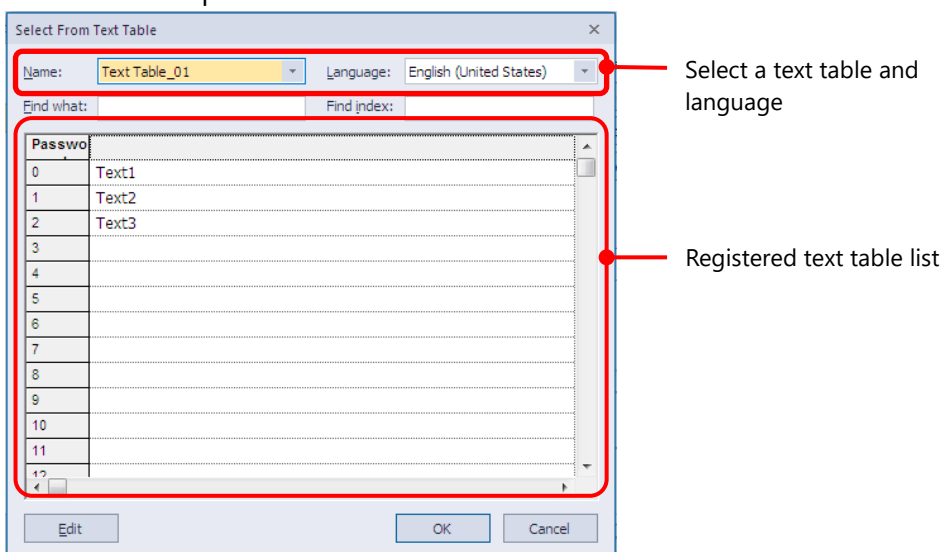 Select From Text Table
Name: Text Table_01 Language: English (United States)
Select a text table and
language
Find what: Find index:
Passwo
0 Text1
1 Text2
2 Text3
3
Registered text table list
4
5
6
7
8
9
10
11
12
Edit OK Cancel